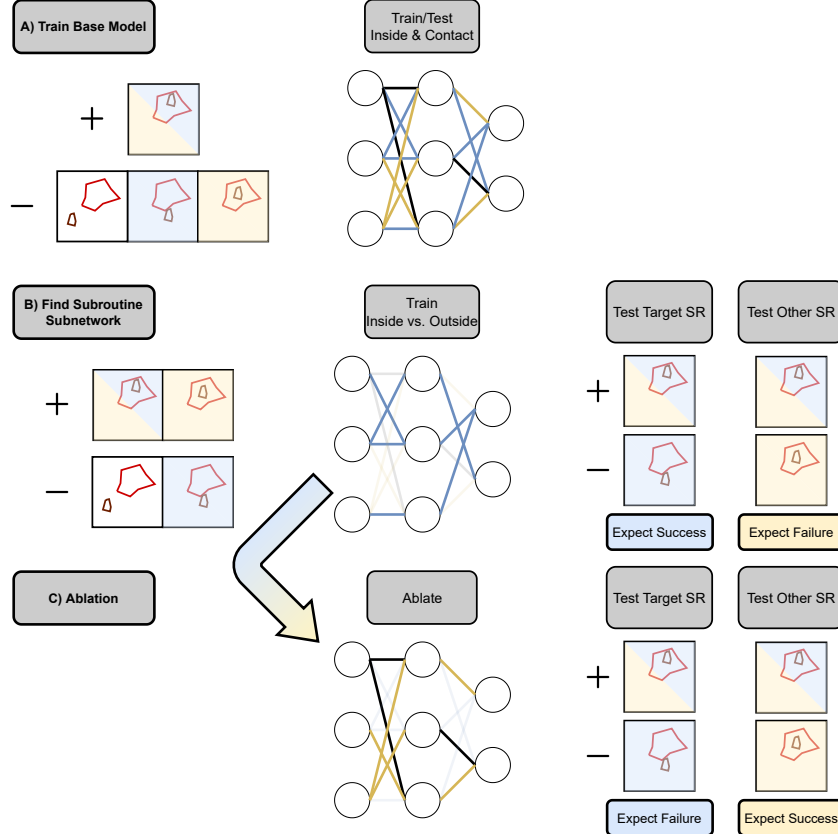 A) Train Base Model
Train/Test
Inside & Contact
+
−
B) Find Subroutine
Subnetwork
Train
Inside vs. Outside
Test Target SR
Test Other SR
+
−
+
−
Expect Success
Expect Failure
C) Ablation
Ablate
Test Target SR
Test Other SR
+
−
Expect Failure
Expect Success